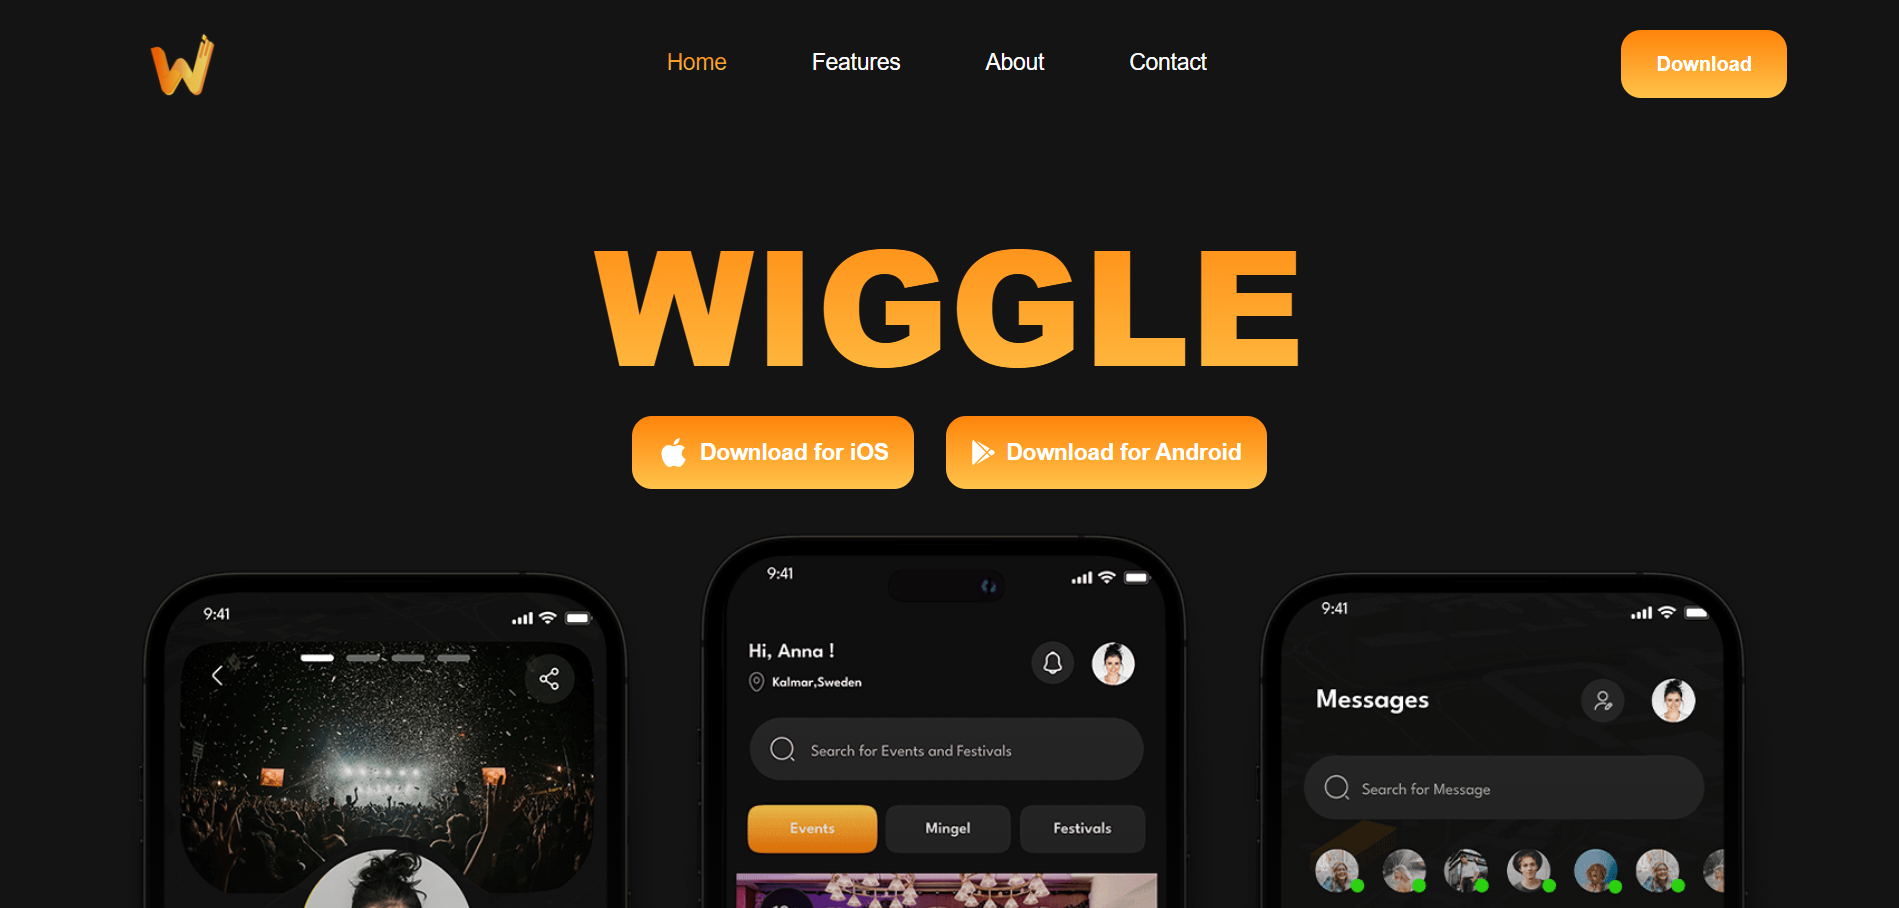 W
Home Features About Contact
Download
WIGGLE
Download for iOS Download for Android
9:41
9:41
9:41
Hi, Anna !
Kalmar,Sweden
Messages
Search for Events and Festivals
Search for Message
Events Mingel Festivals